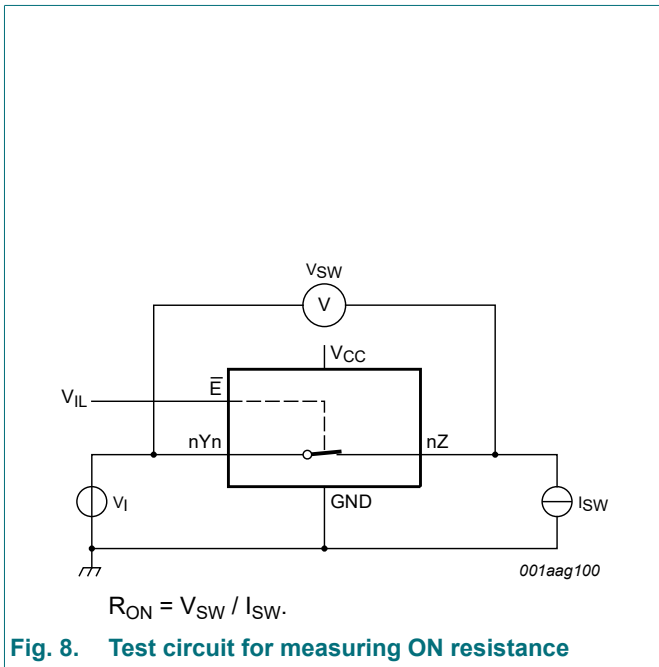 VSW
V
VCC
E
VIL
nYn
nZ
VI
GND
ISW
001aag100
RON = VSW / ISW.
Fig. 8. Test circuit for measuring ON resistance